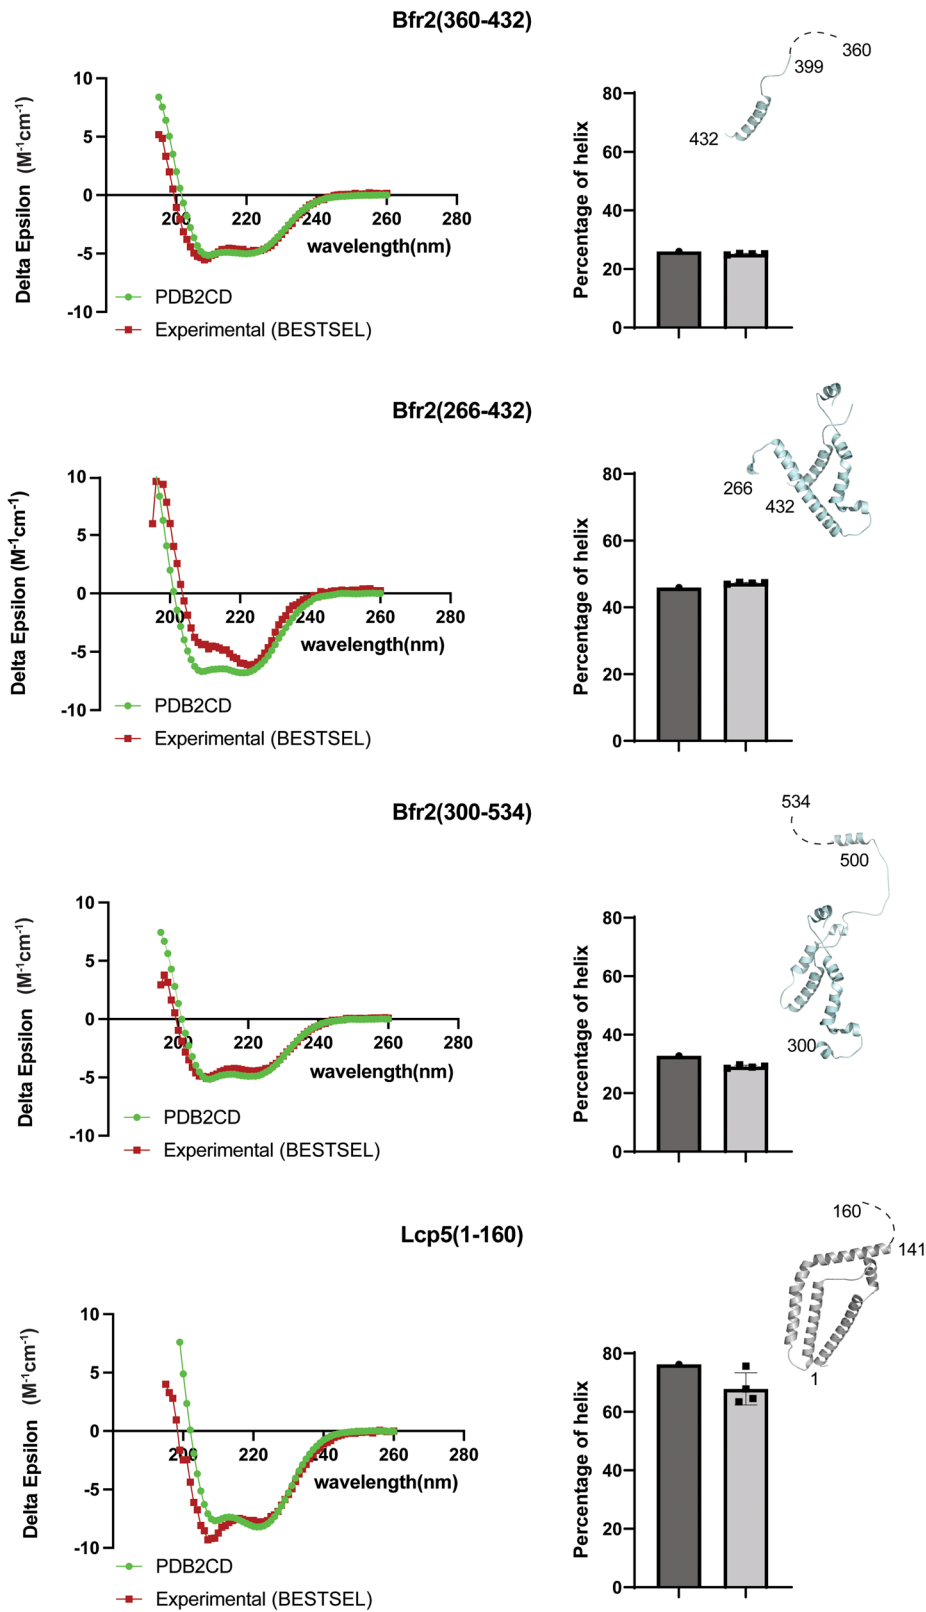 Bfr2(360-432)
Delta Epsilon (M-1cm-1)
10
5
0
-5
-10
200
220
240
260
280
wavelength(nm)
PDB2CD
Experimental (BESTSEL)
Percentage of helix
80
60
40
20
0
360
399
432
Bfr2(266-432)
Delta Epsilon (M-1cm-1)
10
5
0
-5
-10
200
220
240
260
280
wavelength(nm)
PDB2CD
Experimental (BESTSEL)
Percentage of helix
80
60
40
20
0
266
432
Bfr2(300-534)
Delta Epsilon (M-1cm-1)
10
5
0
-5
-10
200
220
240
260
280
wavelength(nm)
PDB2CD
Experimental (BESTSEL)
Percentage of helix
80
60
40
20
0
534
500
300
Lcp5(1-160)
Delta Epsilon (M-1cm-1)
10
5
0
-5
-10
200
220
240
260
280
wavelength(nm)
PDB2CD
Experimental (BESTSEL)
Percentage of helix
80
60
40
20
0
160
141
1